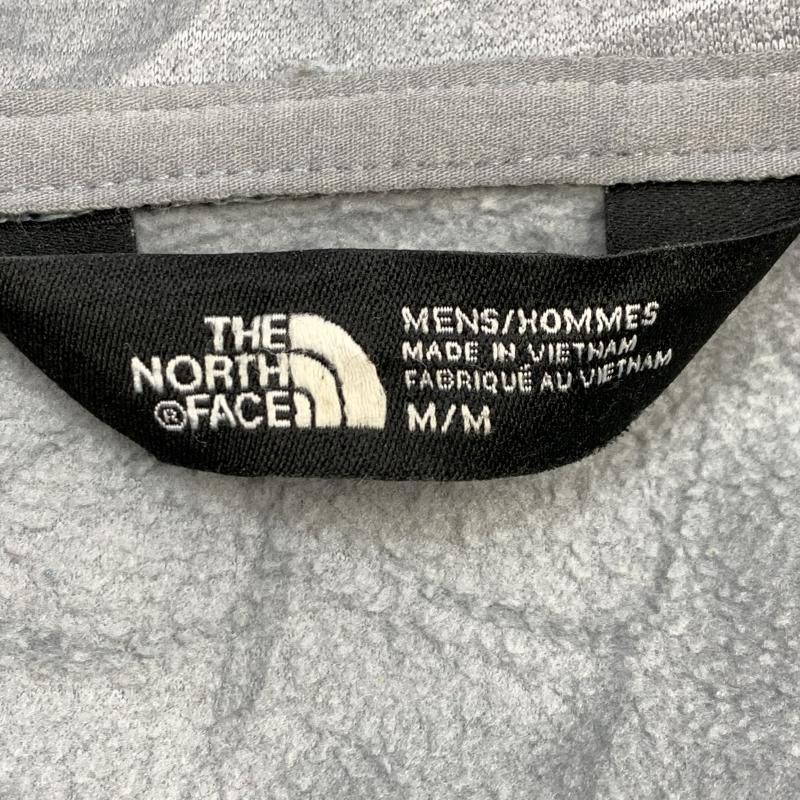 THE
NORTH
®FACE
MENS/HOMMES
MADE IN VIETNAM
FABRIQUÉ AU VIETNAM
M/M